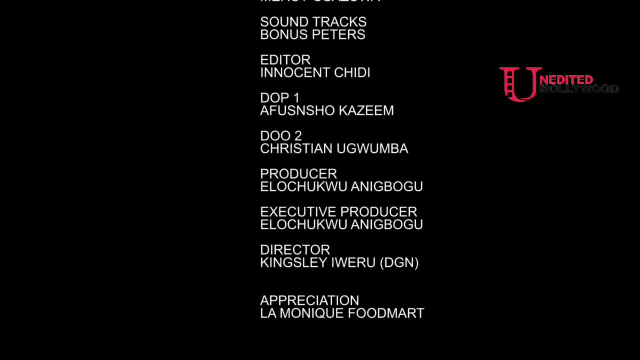 SOUND TRACKS
BONUS PETERS
EDITOR
INNOCENT CHIDI
DOP 1
AFUSNSHO KAZEEM
DOO 2
CHRISTIAN UGWUMBA
PRODUCER
ELOCHUKWU ANIGBOGU
EXECUTIVE PRODUCER
ELOCHUKWU ANIGBOGU
DIRECTOR
KINGSLEY IWERU (DGN)
APPRECIATION
LA MONIQUE FOODMART
UNEDITED
NOLLYWOOD